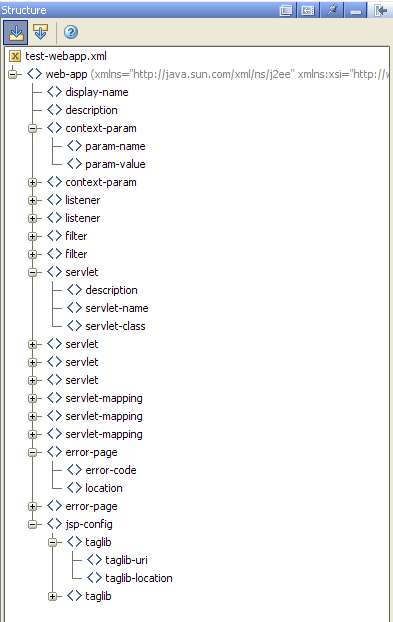 Structure
test-webapp.xml
web-app (xmlns="http://java.sun.com/xml/ns/j2ee" xmlns:xsi="http://w
display-name
description
context-param
param-name
param-value
context-param
listener
listener
filter
filter
servlet
description
servlet-name
servlet-class
servlet
servlet
servlet
servlet-mapping
servlet-mapping
servlet-mapping
error-page
error-code
location
error-page
jsp-config
taglib
taglib-uri
taglib-location
taglib